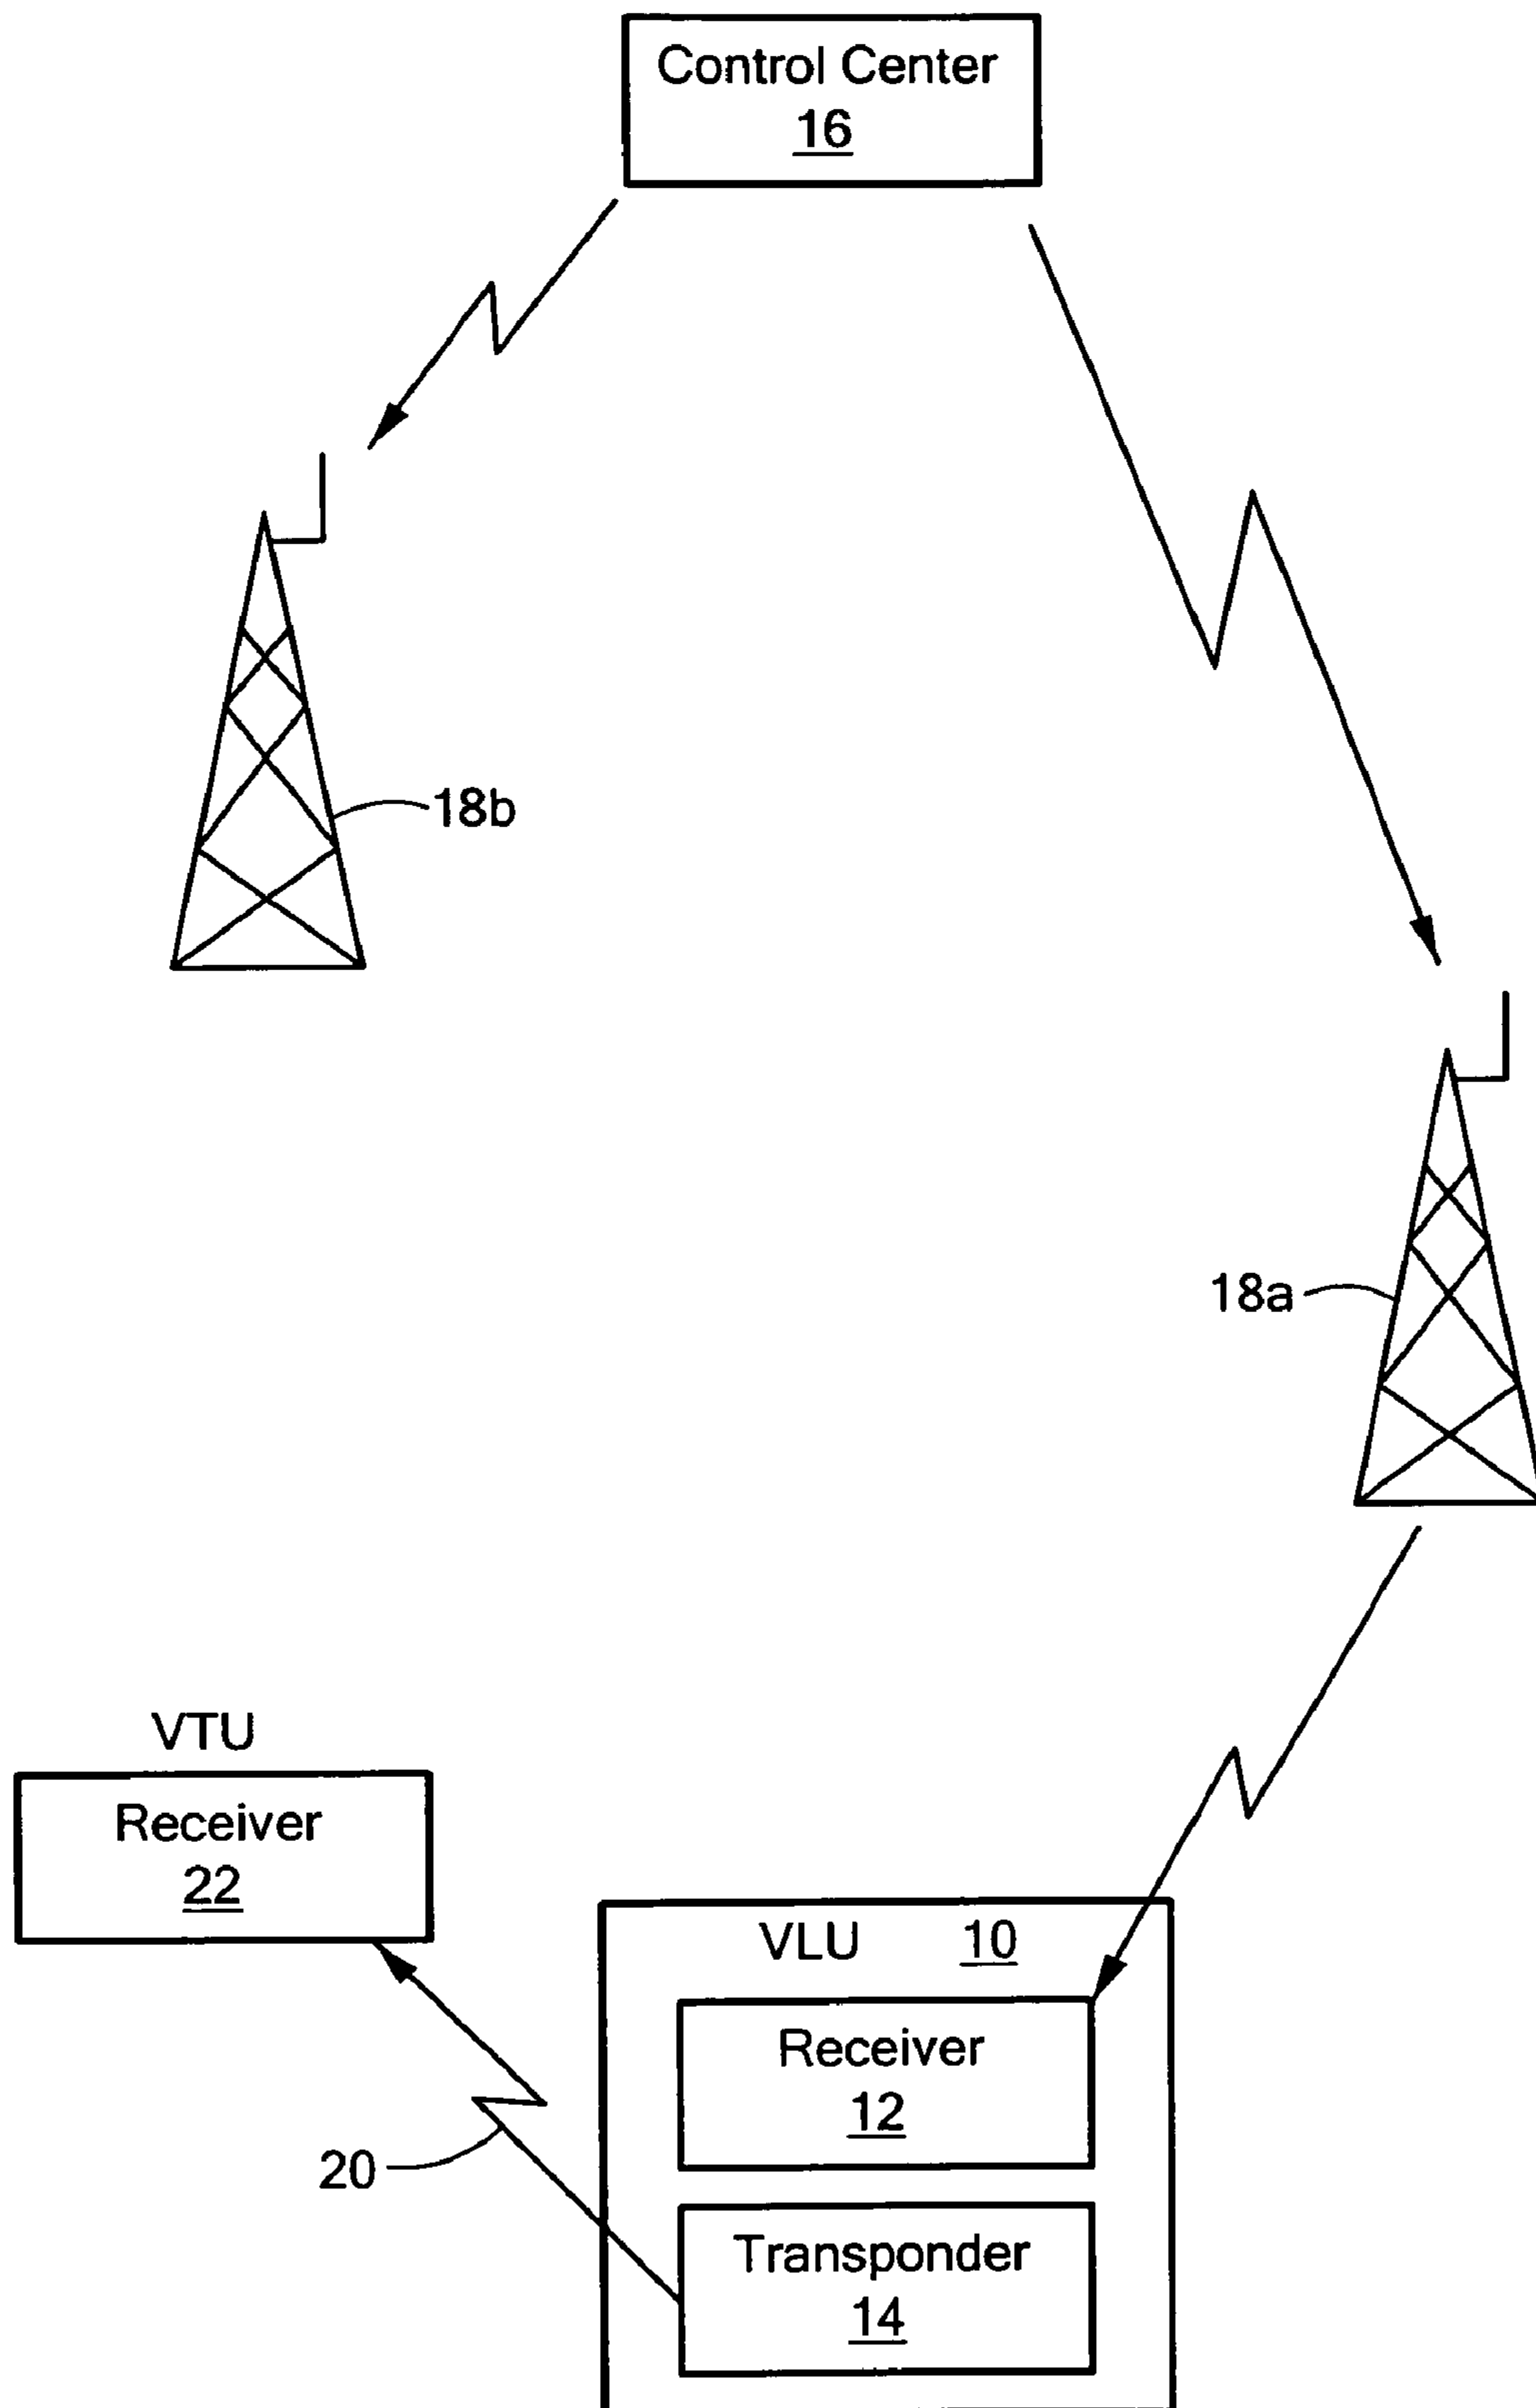 Control Center
16
18b
18a
VTU
Receiver
22
VLU 10
Receiver
12
20
Transponder
14